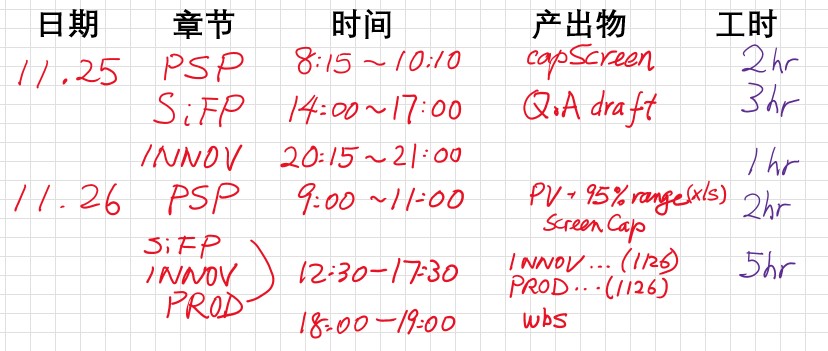 日期 章节 时间 产出物 工时
11.25 PSP 8:15~10:10 capScreen 2hr
SiFP 14:00~17:00 Q.A draft 3hr
INNOV 20:15~21:00 1hr
11.26 PSP 9:00~11:00 PV+95%range(xls) 2hr
Screen Cap
SiFP
INNOV 12:30-17:30 INNOV...(1126) 5hr
PROD PROD...(1126)
18:00-19:00 wbs